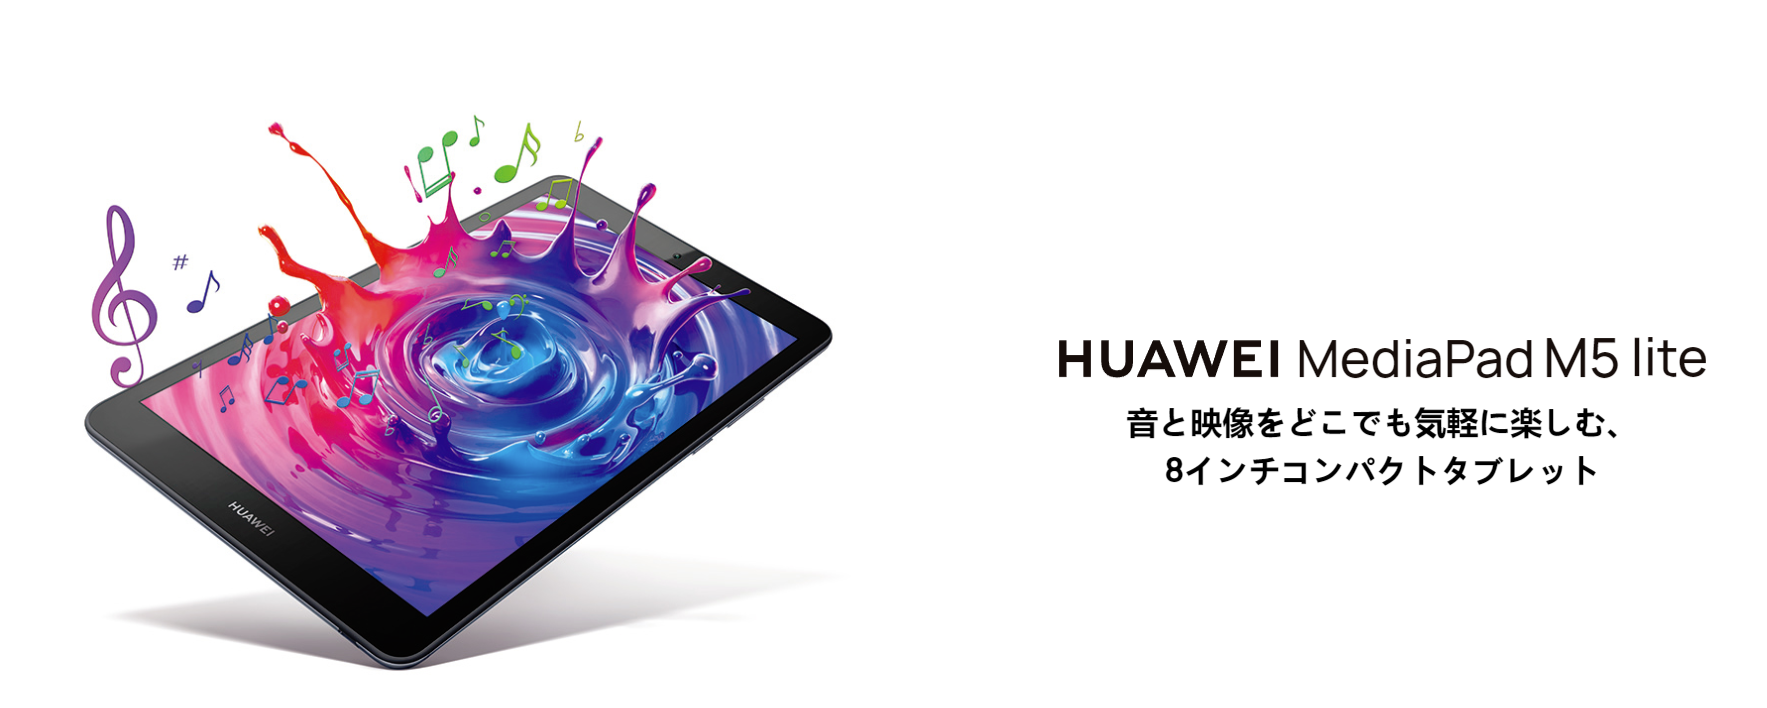 HUAWEI MediaPad M5 lite
音と映像をどこでも気軽に楽しむ、
8インチコンパクトタブレット
HUAWEI